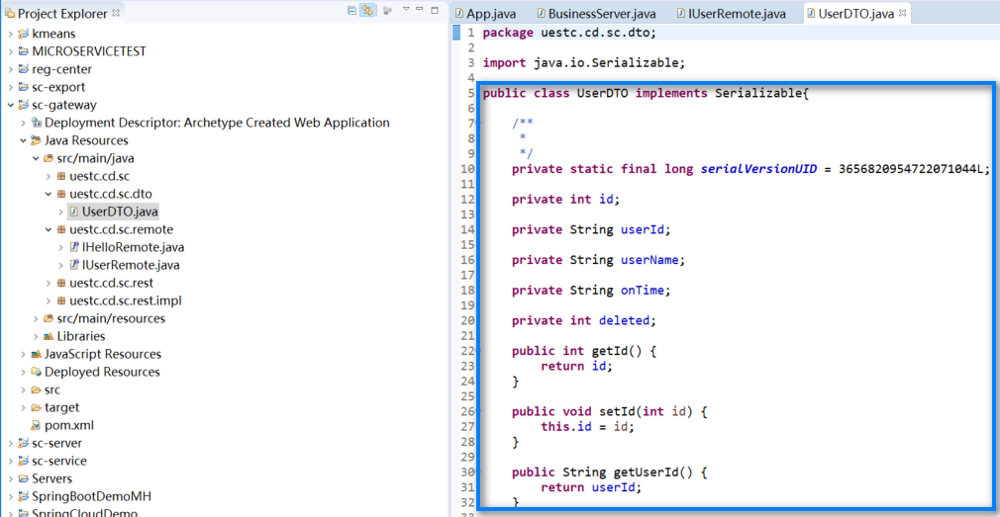 Project Explorer
kmeans
MICROSERVICETEST
reg-center
sc-export
sc-gateway
Deployment Descriptor: Archetype Created Web Application
Java Resources
src/main/java
uestc.cd.sc
uestc.cd.sc.dto
UserDTO.java
uestc.cd.sc.remote
IHelloRemote.java
IUserRemote.java
uestc.cd.sc.rest
uestc.cd.sc.rest.impl
src/main/resources
Libraries
JavaScript Resources
Deployed Resources
src
target
pom.xml
sc-server
sc-service
Servers
SpringBootDemoMH
SpringCloudDemo
App.java BusinessServer.java IUserRemote.java UserDTO.java
1 package uestc.cd.sc.dto;
2
3 import java.io.Serializable;
4
5 public class UserDTO implements Serializable{
6
7 /**
8 *
9 */
10 private static final long serialVersionUID = 3656820954722071044L;
11
12 private int id;
13
14 private String userId;
15
16 private String userName;
17
18 private String onTime;
19
20 private int deleted;
21
22 public int getId() {
23 return id;
24 }
25
26 public void setId(int id) {
27 this.id = id;
28 }
29
30 public String getUserId() {
31 return userId;
32 }